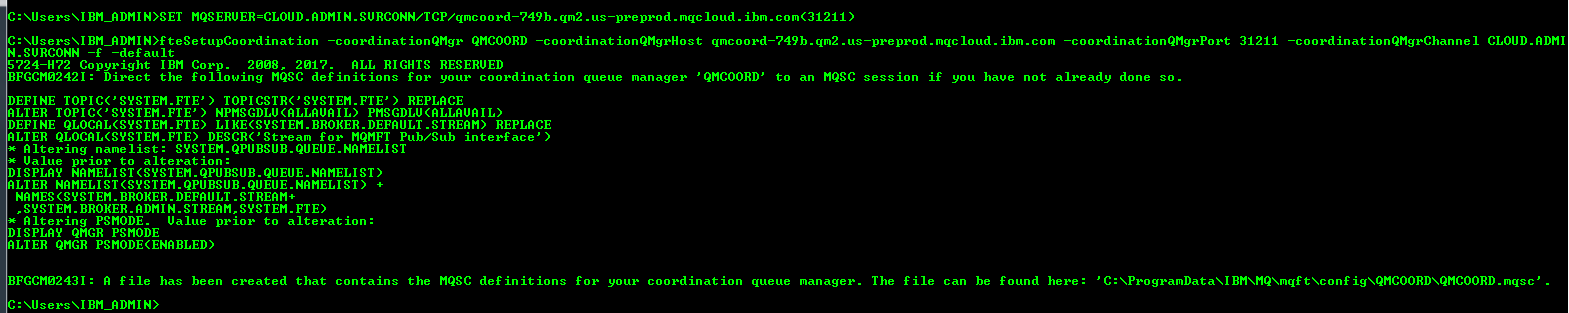 C:\Users\IBM_ADMIN>SET MQSERVER=CLOUD.ADMIN.SVRCONN/TCP/qmcoord-749b.qm2.us-preprod.mqcloud.ibm.com(31211)
C:\Users\IBM_ADMIN>fteSetupCoordination -coordinationQMgr QMCOORD -coordinationQMgrHost qmcoord-749b.qm2.us-preprod.mqcloud.ibm.com -coordinationQMgrPort 31211 -coordinationQMgrChannel CLOUD.ADMI
N.SVRCONN -f -default
5724-H72 Copyright IBM Corp.  2008, 2017.  ALL RIGHTS RESERVED
BFGCM0242I: Direct the following MQSC definitions for your coordination queue manager 'QMCOORD' to an MQSC session if you have not already done so.
DEFINE TOPIC('SYSTEM.FTE') TOPICSTR('SYSTEM.FTE') REPLACE
ALTER TOPIC('SYSTEM.FTE') NPMSGDLV(ALLAVAIL) PMSGDLV(ALLAVAIL)
DEFINE QLOCAL(SYSTEM.FTE) LIKE(SYSTEM.BROKER.DEFAULT.STREAM) REPLACE
ALTER QLOCAL(SYSTEM.FTE) DESCR('Stream for MQMFT Pub/Sub interface')
* Altering namelist: SYSTEM.QPUBSUB.QUEUE.NAMELIST
* Value prior to alteration:
DISPLAY NAMELIST(SYSTEM.QPUBSUB.QUEUE.NAMELIST)
ALTER NAMELIST(SYSTEM.QPUBSUB.QUEUE.NAMELIST) +
 NAMES(SYSTEM.BROKER.DEFAULT.STREAM+
 ,SYSTEM.BROKER.ADMIN.STREAM,SYSTEM.FTE)
* Altering PSMODE.  Value prior to alteration:
DISPLAY QMGR PSMODE
ALTER QMGR PSMODE(ENABLED)
BFGCM0243I: A file has been created that contains the MQSC definitions for your coordination queue manager. The file can be found here: 'C:\ProgramData\IBM\MQ\mqft\config\QMCOORD\QMCOORD.mqsc'.
C:\Users\IBM_ADMIN>